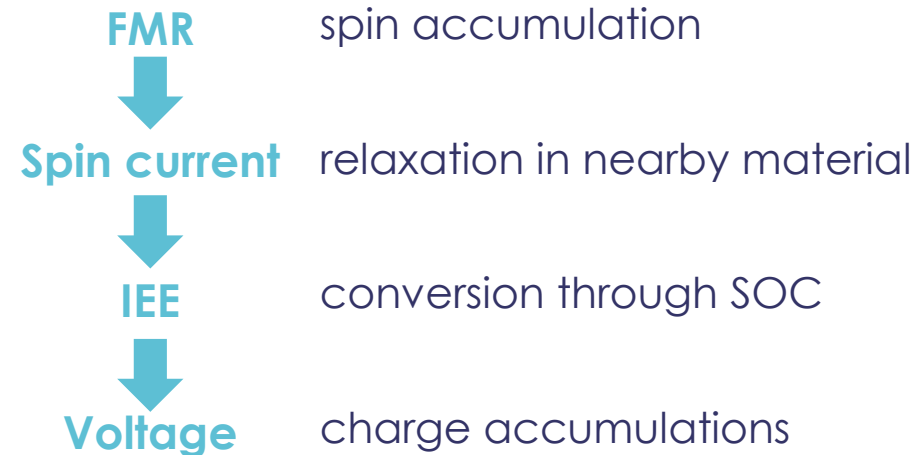 FMR spin accumulation
Spin current relaxation in nearby material
IEE conversion through SOC
Voltage charge accumulations